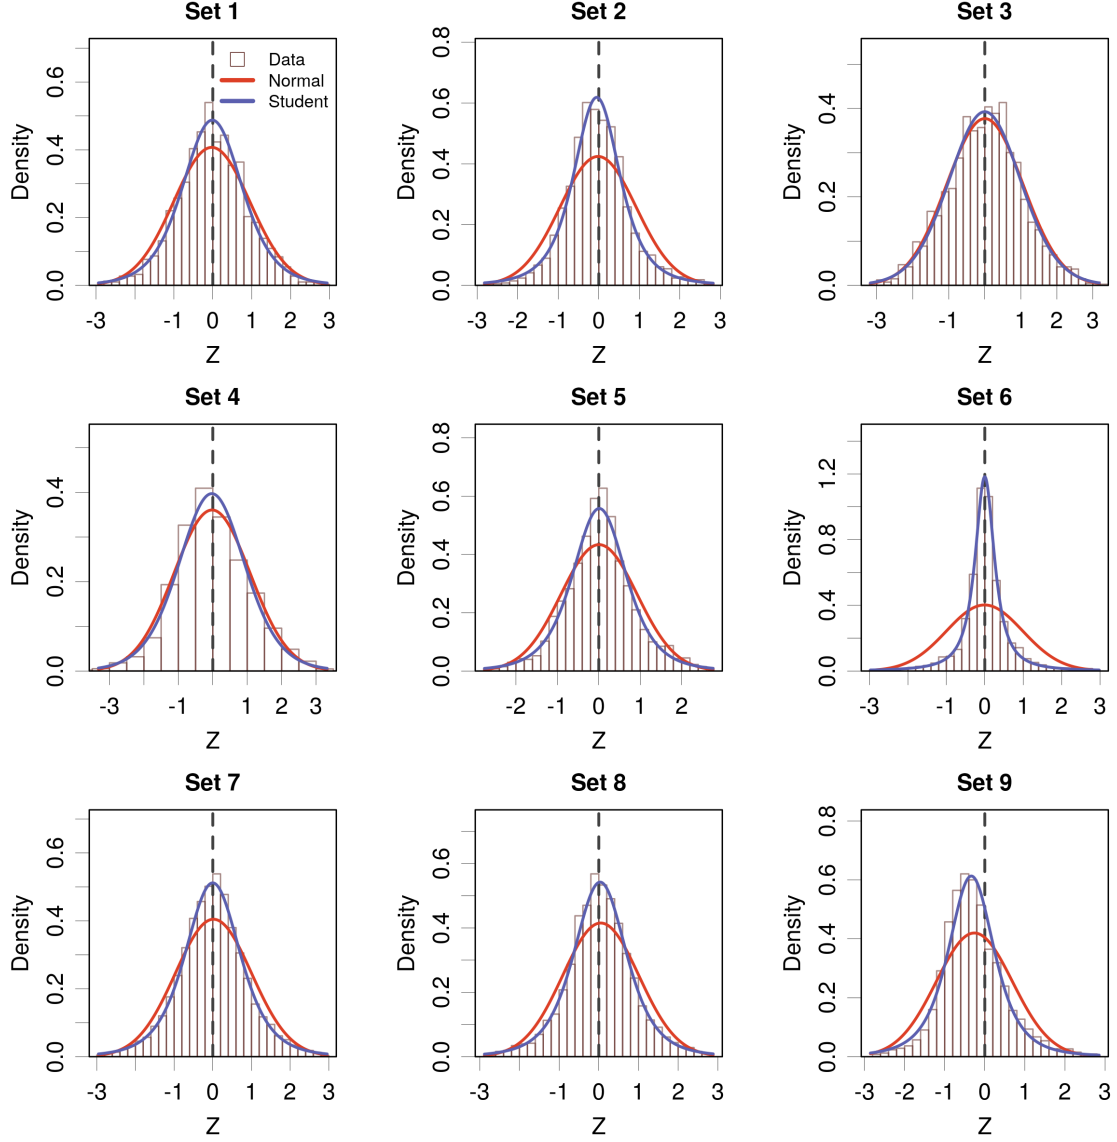 Set 1
Set 2
Set 3
Density
0.0 0.2 0.4 0.6
Data
Normal
Student
-3 -1 0 1 2 3
Z
Density
0.0 0.2 0.4 0.6 0.8
-3 -2 -1 0 1 2 3
Z
Density
0.0 0.2 0.4
-3 -1 1 2 3
Z
Set 4
Set 5
Set 6
Density
0.0 0.2 0.4
-3 -1 1 2 3
Z
Density
0.0 0.2 0.4 0.6 0.8
-2 -1 0 1 2
Z
Density
0.0 0.4 0.8 1.2
-3 -1 0 1 2 3
Z
Set 7
Set 8
Set 9
Density
0.0 0.2 0.4 0.6
-3 -1 0 1 2 3
Z
Density
0.0 0.2 0.4 0.6
-3 -2 -1 0 1 2 3
Z
Density
0.0 0.2 0.4 0.6 0.8
-3 -2 -1 0 1 2 3
Z